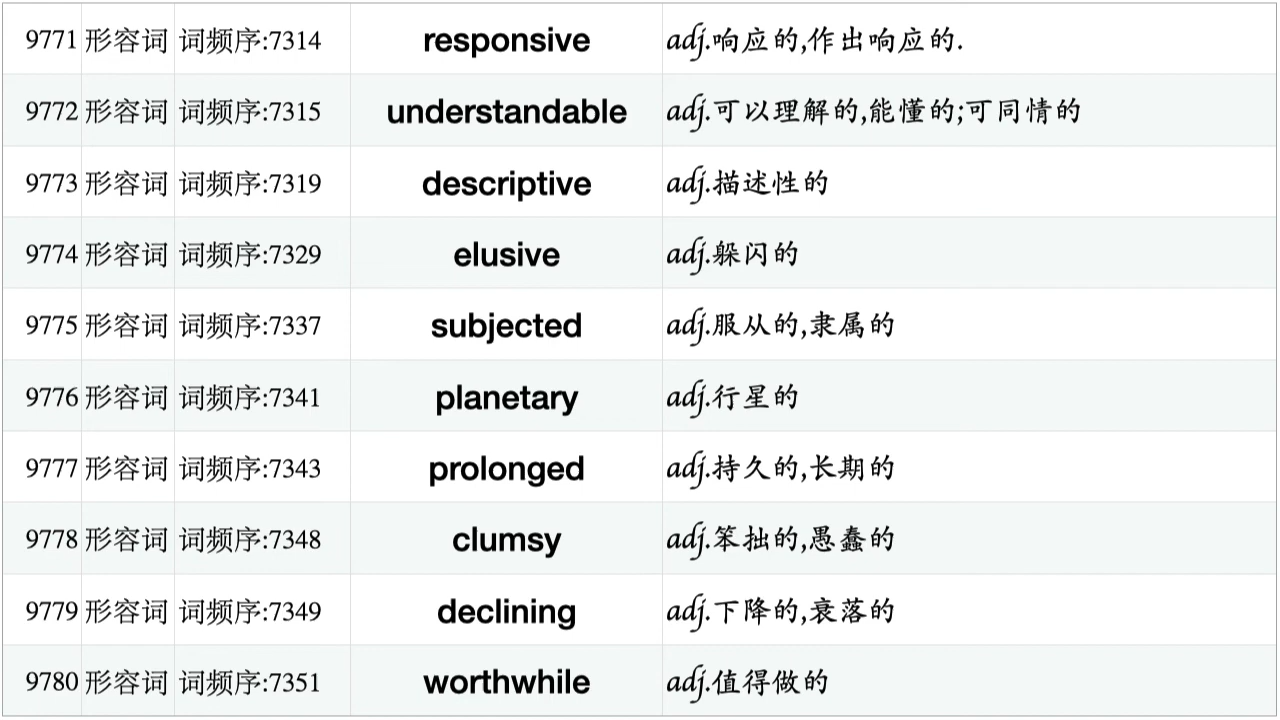 9771 形容词 词频序:7314 responsive adj.响应的,作出响应的.
9772 形容词 词频序:7315 understandable adj.可以理解的,能懂的;可同情的
9773 形容词 词频序:7319 descriptive adj.描述性的
9774 形容词 词频序:7329 elusive adj.躲闪的
9775 形容词 词频序:7337 subjected adj.服从的,隶属的
9776 形容词 词频序:7341 planetary adj.行星的
9777 形容词 词频序:7343 prolonged adj.持久的,长期的
9778 形容词 词频序:7348 clumsy adj.笨拙的,愚蠢的
9779 形容词 词频序:7349 declining adj.下降的,衰落的
9780 形容词 词频序:7351 worthwhile adj.值得做的